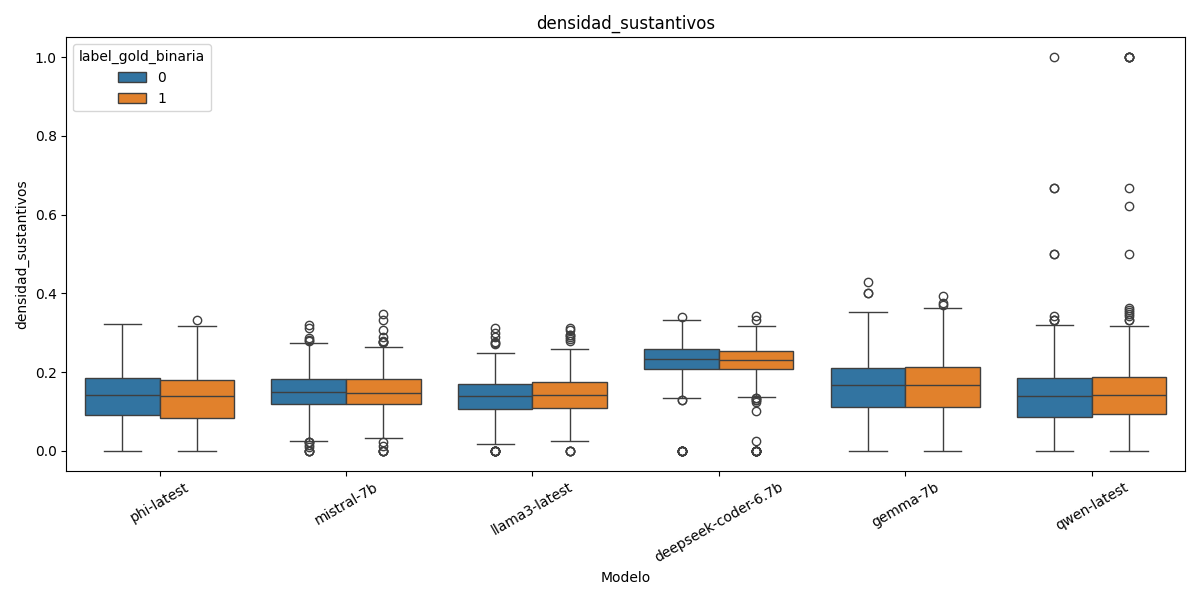 densidad_sustantivos
label_gold_binaria
0
1
densidad_sustantivos
1.0
0.8
0.6
0.4
0.2
0.0
phi-latest
mistral-7b
llama3-latest
deepseek-coder-6.7b
gemma-7b
qwen-latest
Modelo